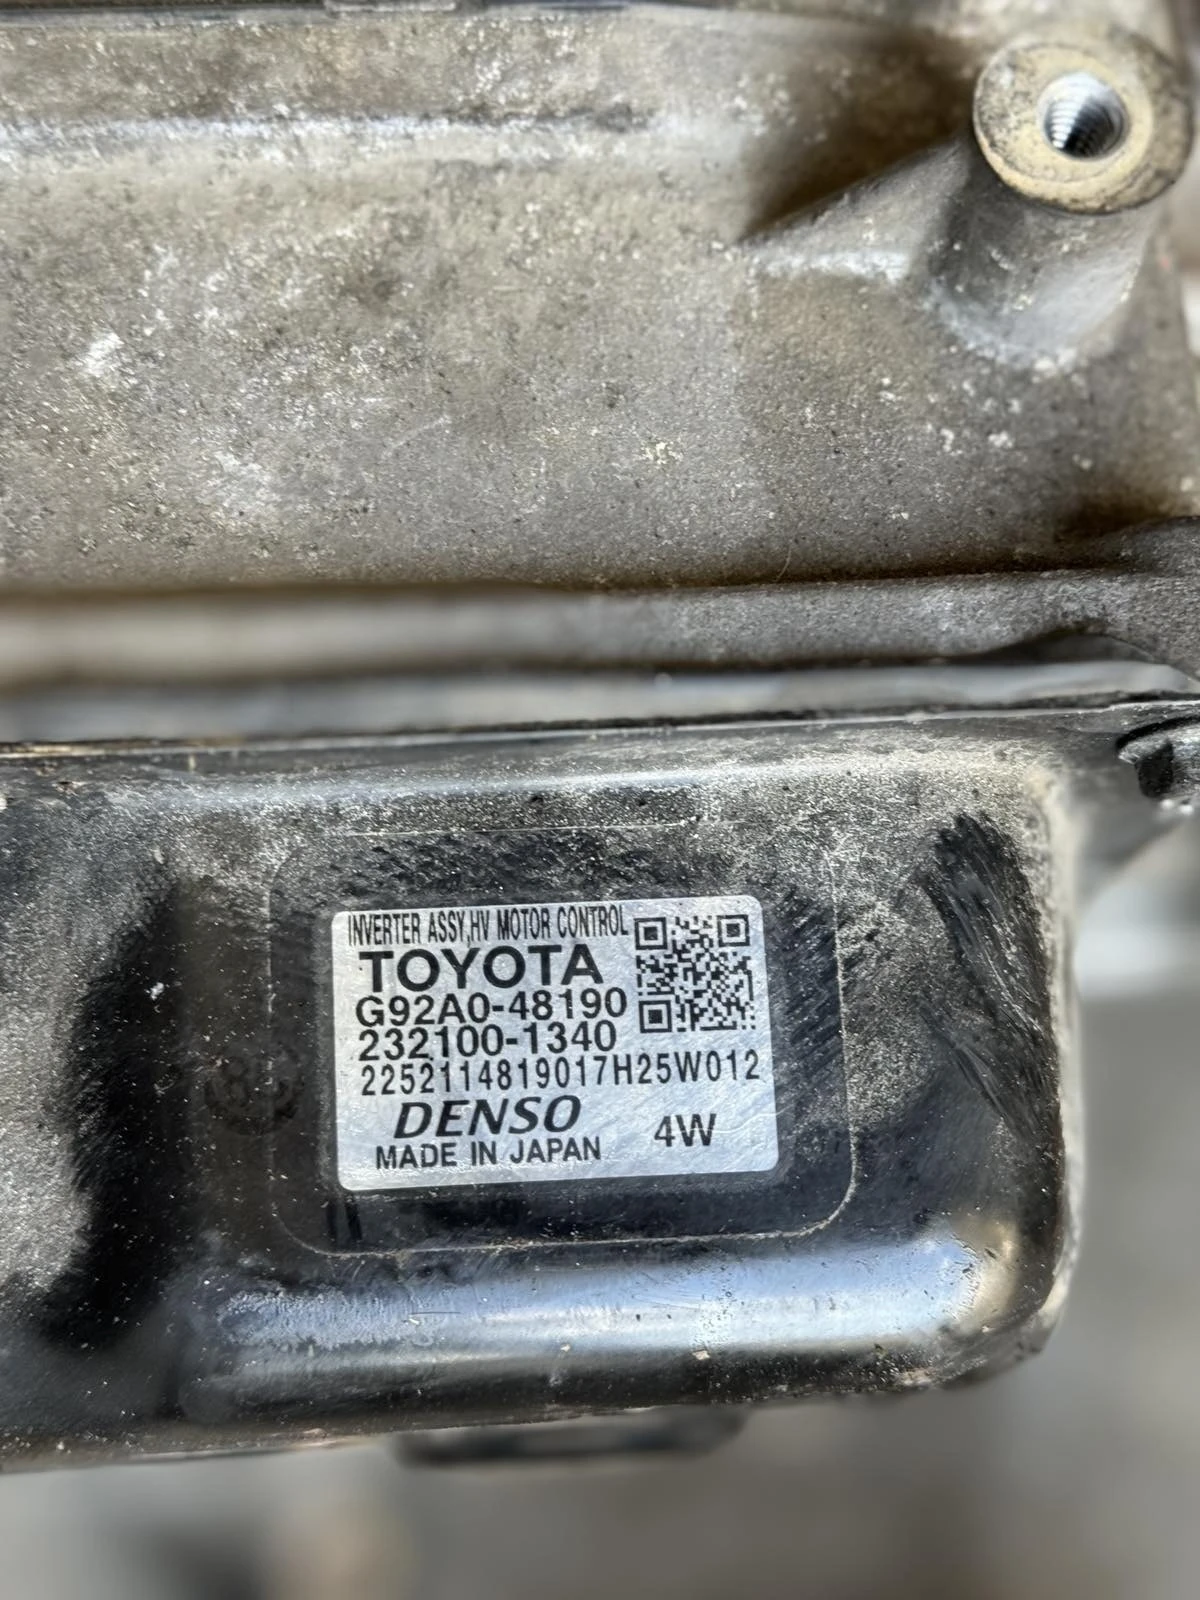 INVERTER ASSY,HV MOTOR CONTROL
TOYOTA
G92A0-48190
232100-1340
2252114819017H25W012
DENSO 4W
MADE IN JAPAN